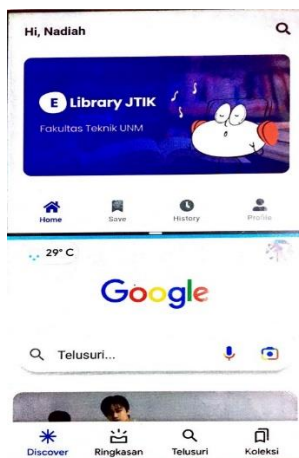 Hi, Nadiah
E Library JTIK
Fakultas Teknik UNM
Home Save History Profile
29° C
Google
Telusuri...
Discover Ringkasan Telusuri Koleksi